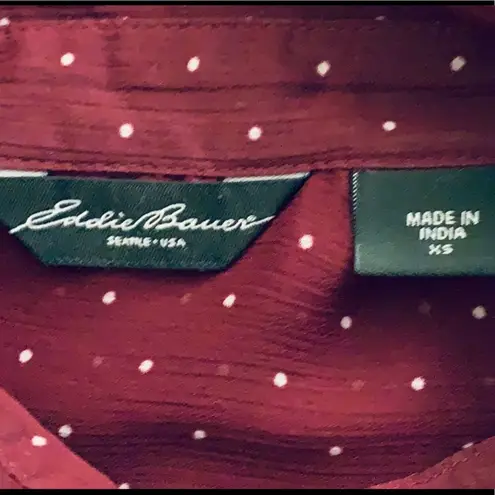 Eddie Bauer
SEATTLE • USA
MADE IN
INDIA
XS